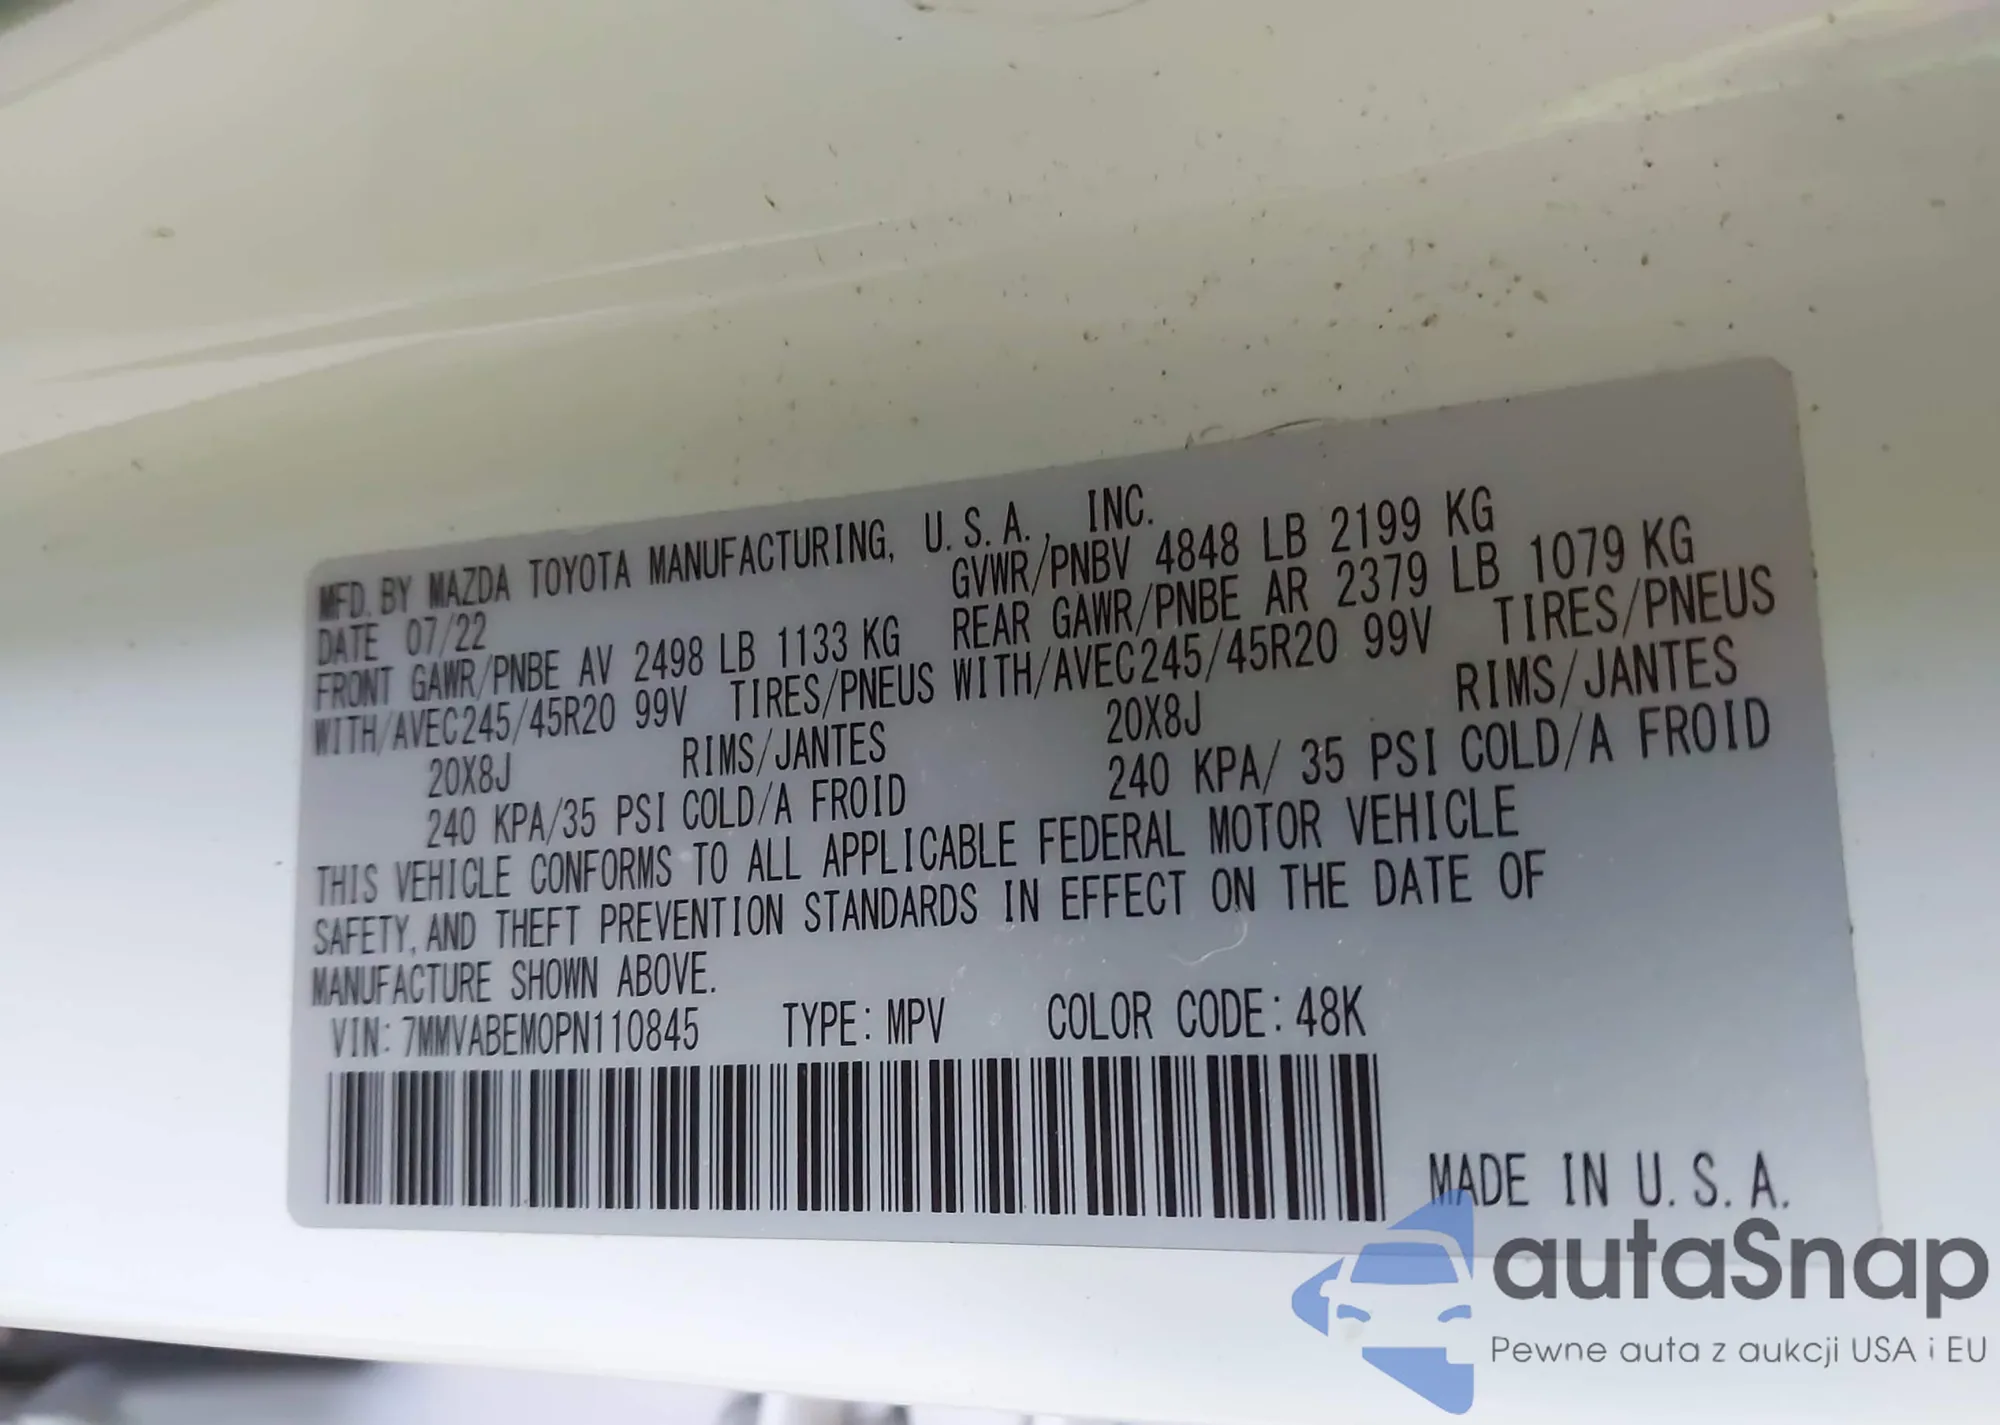 MFD. BY MAZDA TOYOTA MANUFACTURING, U.S.A., INC.
DATE 07/22 GVWR/PNBV 4848 LB 2199 KG
FRONT GAWR/PNBE AV 2498 LB 1133 KG REAR GAWR/PNBE AR 2379 LB 1079 KG
WITH/AVEC245/45R20 99V TIRES/PNEUS WITH/AVEC245/45R20 99V TIRES/PNEUS
20X8J RIMS/JANTES 20X8J RIMS/JANTES
240 KPA/35 PSI COLD/A FROID 240 KPA/ 35 PSI COLD/A FROID
THIS VEHICLE CONFORMS TO ALL APPLICABLE FEDERAL MOTOR VEHICLE
SAFETY, AND THEFT PREVENTION STANDARDS IN EFFECT ON THE DATE OF
MANUFACTURE SHOWN ABOVE.
VIN: 7MMVABEM0PN110845 TYPE: MPV COLOR CODE: 48K
MADE IN U.S.A.
autaSnap
Pewne auta z aukcji USA i EU